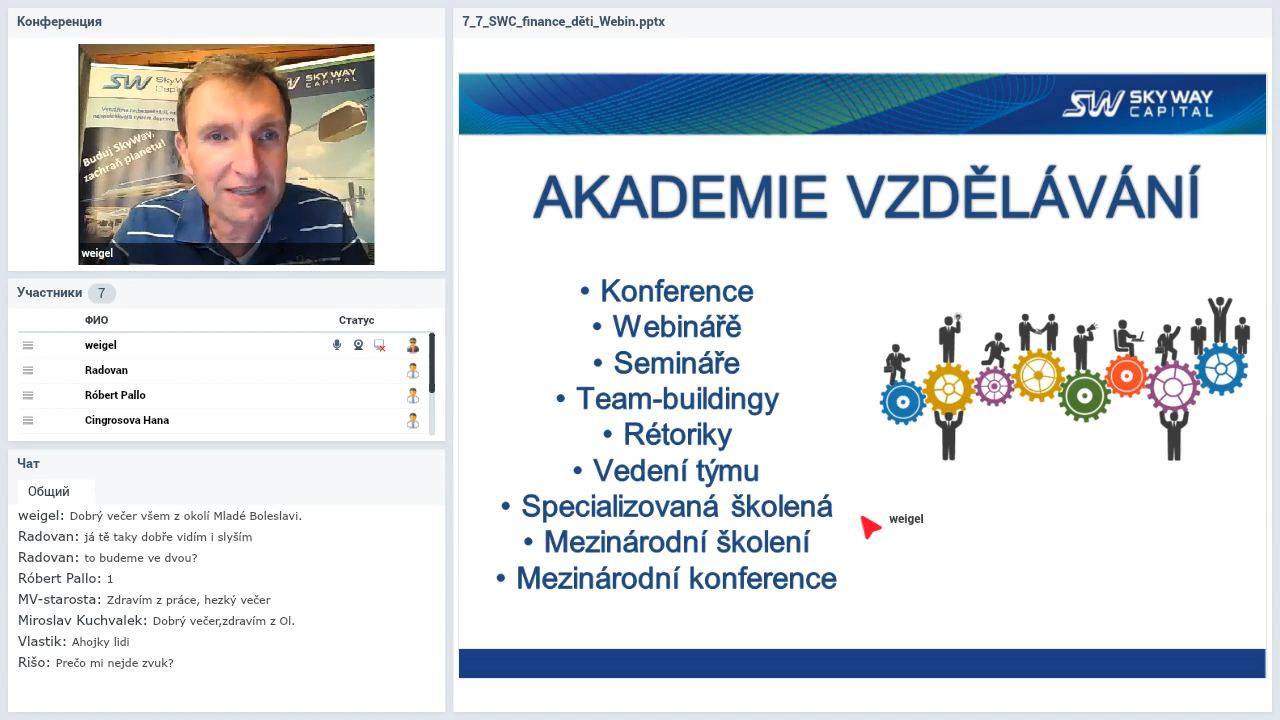 Конференция
SW SkyWay
Capital
SKY WAY
CAPITAL
Buduj SkyWay,
zachraň planetu!
weigel
Участники 7
ФИО Статус
weigel
Radovan
Róbert Pallo
Cingrosova Hana
Чат
Общий
weigel: Dobrý večer všem z okolí Mladé Boleslavi.
Radovan: já tě taky dobře vidím i slyším
Radovan: to budeme ve dvou?
Róbert Pallo: 1
MV-starosta: Zdravím z práce, hezký večer
Miroslav Kuchvalek: Dobrý večer,zdravím z Ol.
Vlastik: Ahojky lidi
Rišo: Prečo mi nejde zvuk?
7_7_SWC_finance_děti_Webin.pptx
SW SKY WAY
CAPITAL
AKADEMIE VZDĚLÁVÁNÍ
• Konference
• Webinářě
• Semináře
• Team-buildingy
• Rétoriky
• Vedení týmu
• Specializovaná školená
• Mezinárodní školení
• Mezinárodní konference
weigel